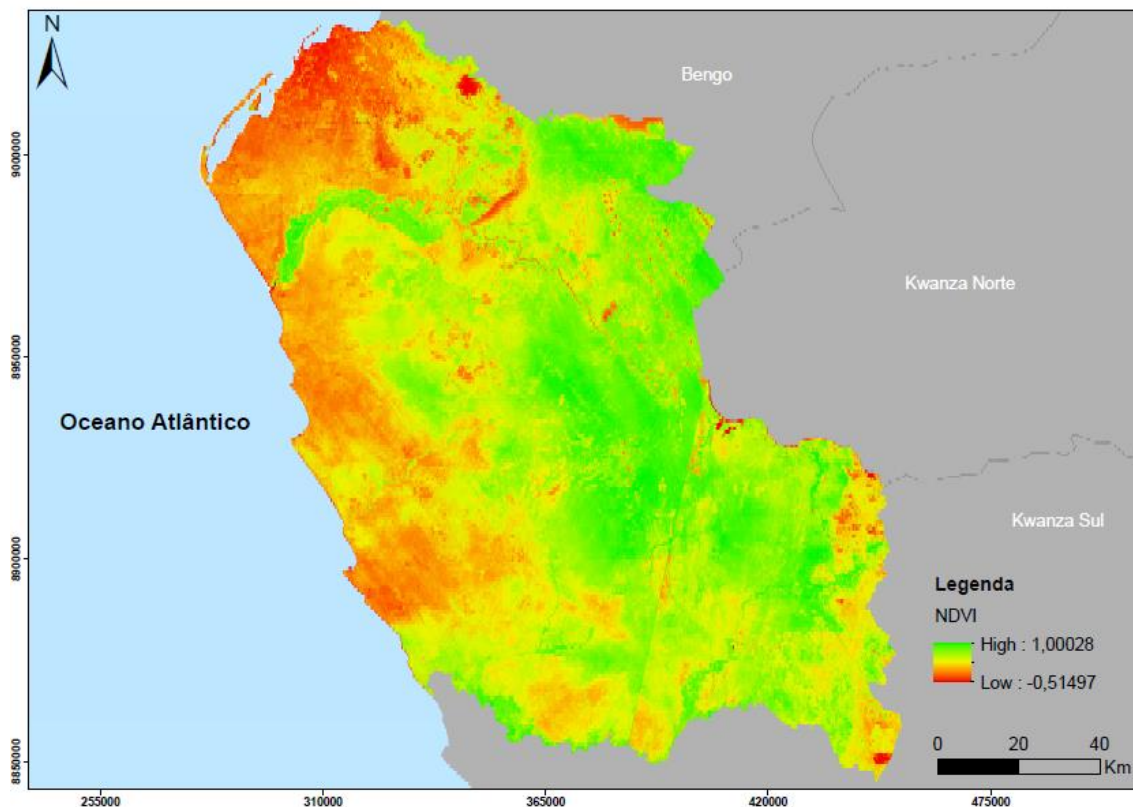 N
Bengo
Kwanza Norte
Oceano Atlântico
Kwanza Sul
Legenda
NDVI
High : 1,00028
Low : -0,51497
0 20 40
Km
9000000
8950000
8900000
8850000
255000 310000 365000 420000 475000